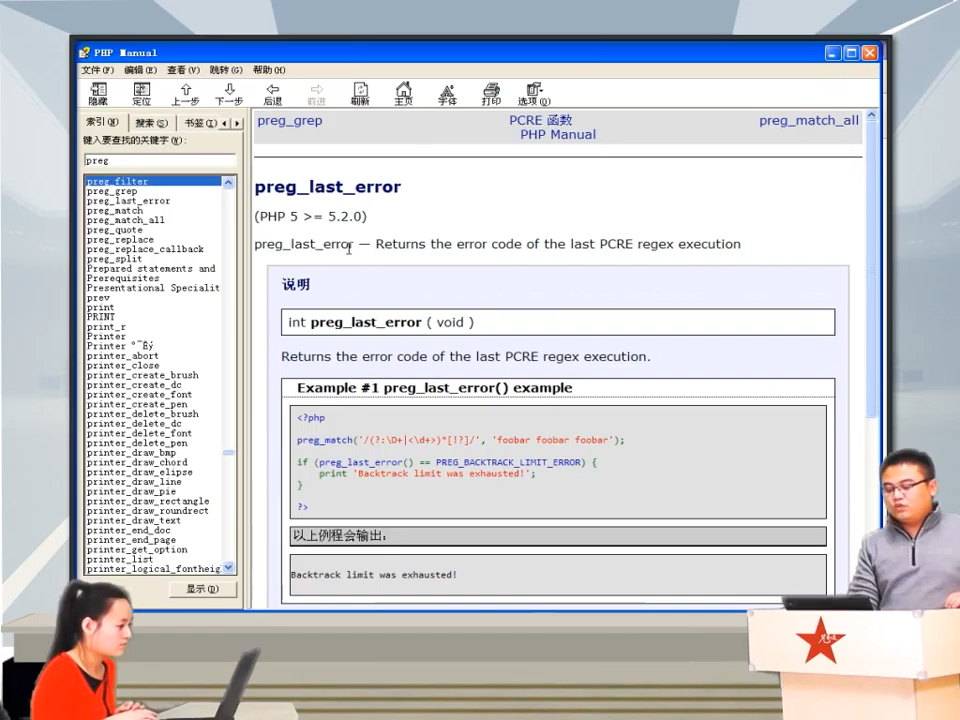 PHP Manual
文件(F) 编辑(E) 查看(V) 跳转(G) 帮助(H)
隐藏 定位 上一步 下一步 后退 前进 刷新 主页 字体 打印 选项(O)
索引(N) 搜索(S) 书签(I)
键入要查找的关键字(W):
preg
preg_filter
preg_grep
preg_last_error
preg_match
preg_match_all
preg_quote
preg_replace
preg_replace_callback
preg_split
Prepared statements and
Prerequisites
Presentational Specialit
prev
print
PRINT
print_r
Printer
Printer
printer_abort
printer_close
printer_create_brush
printer_create_dc
printer_create_font
printer_create_pen
printer_delete_brush
printer_delete_dc
printer_delete_font
printer_delete_pen
printer_draw_bmp
printer_draw_chord
printer_draw_elipse
printer_draw_line
printer_draw_pie
printer_draw_rectangle
printer_draw_roundrect
printer_draw_text
printer_end_doc
printer_end_page
printer_get_option
printer_list
printer_logical_fontheig
显示(D)
preg_grep PCRE 函数 preg_match_all
PHP Manual
preg_last_error
(PHP 5 >= 5.2.0)
preg_last_error — Returns the error code of the last PCRE regex execution
说明
int preg_last_error ( void )
Returns the error code of the last PCRE regex execution.
Example #1 preg_last_error() example
<?php
preg_match('/(?:\D+|<\d+>)*[!?]/', 'foobar foobar foobar');
if (preg_last_error() == PREG_BACKTRACK_LIMIT_ERROR) {
print 'Backtrack limit was exhausted!';
}
?>
以上例程会输出:
Backtrack limit was exhausted!